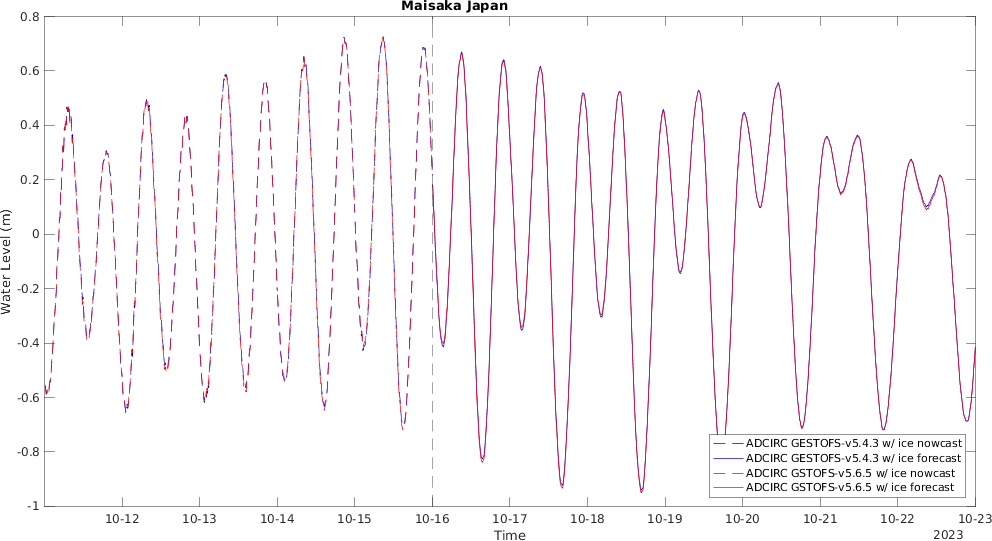 Maisaka Japan
0.8
0.6
0.4
0.2
0
-0.2
-0.4
-0.6
-0.8
-1
Water Level (m)
ADCIRC GESTOFS-v5.4.3 w/ ice nowcast
ADCIRC GESTOFS-v5.4.3 w/ ice forecast
ADCIRC GSTOFS-v5.6.5 w/ ice nowcast
ADCIRC GSTOFS-v5.6.5 w/ ice forecast
10-12 10-13 10-14 10-15 10-16 10-17 10-18 10-19 10-20 10-21 10-22 10-23
Time
2023